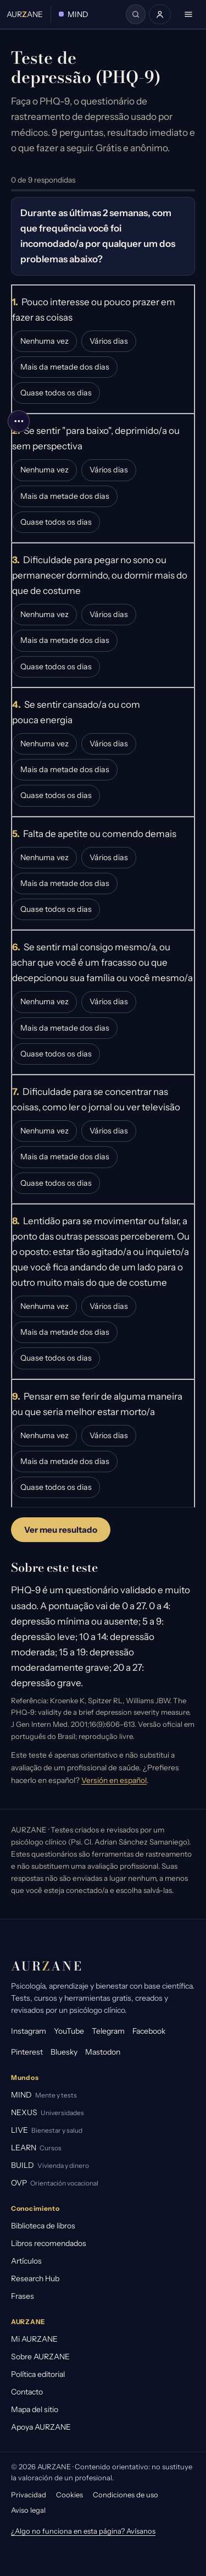 AURZANE
MIND
Teste de
depressão (PHQ-9)
Faça o PHQ-9, o questionário de
rastreamento de depressão usado por
profissionais. 9 perguntas, resultado imediato e
o que fazer a seguir. Grátis e anônimo.
0 de 9 respondidas
Durante as últimas 2 semanas, com
que frequência você foi
incomodado/a por qualquer um dos
problemas abaixo?
1. Pouco interesse ou pouco prazer em
fazer as coisas
Nenhuma vez
Vários dias
Mais da metade dos dias
Quase todos os dias
Se sentir "para baixo", deprimido/a ou
sem perspectiva
Nenhuma vez
Vários dias
Mais da metade dos dias
Quase todos os dias
3. Dificuldade para pegar no sono ou
permanecer dormindo, ou dormir mais do
que de costume
Nenhuma vez
Vários dias
Mais da metade dos dias
Quase todos os dias
4. Se sentir cansado/a ou com
pouca energia
Nenhuma vez
Vários dias
Mais da metade dos dias
Quase todos os dias
5. Falta de apetite ou comendo demais
Nenhuma vez
Vários dias
Mais da metade dos dias
Quase todos os dias
6. Se sentir mal consigo mesmo/a, ou
achar que você é um fracasso ou que
decepcionou sua família ou você mesmo/a
Nenhuma vez
Vários dias
Mais da metade dos dias
Quase todos os dias
7. Dificuldade para se concentrar nas
coisas, como ler o jornal ou ver televisão
Nenhuma vez
Vários dias
Mais da metade dos dias
Quase todos os dias
8. Lentidão para se movimentar ou falar, a
ponto das outras pessoas perceberem. Ou
o oposto: estar tão agitado/a ou inquieto/a
que você fica andando de um lado para o
outro muito mais do que de costume
Nenhuma vez
Vários dias
Mais da metade dos dias
Quase todos os dias
9. Pensar em se ferir de alguma maneira
ou que seria melhor estar morto/a
Nenhuma vez
Vários dias
Mais da metade dos dias
Quase todos os dias
Ver meu resultado
Sobre este teste
PHQ-9 é um questionário validado e muito
usado. A pontuação vai de 0 a 27. 0 a 4:
depressão mínima ou ausente; 5 a 9:
depressão leve; 10 a 14: depressão
moderada; 15 a 19: depressão
moderadamente grave; 20 a 27:
depressão grave.
Referência: Kroenke K, Spitzer RL, Williams JBW. The
PHQ-9: validity of a brief depression severity measure.
J Gen Intern Med. 2001;16(9):606–613. Versão oficial em
português do Brasil; reprodução livre.
Este teste é apenas orientativo e não substitui a
avaliação de um profissional de saúde. ¿Prefieres
hacerlo en español? Versión en español.
AURZANE · Testes criados e revisados por um
psicólogo clínico (Psi. Cl. Adrian Sánchez Samaniego).
Estes questionários são ferramentas de rastreamento
e não substituem uma avaliação profissional. Suas
respostas não são enviadas a lugar nenhum, a menos
que você esteja conectado/a e escolha salvá-las.
AURZANE
Psicología, aprendizaje y bienestar con base científica.
Tests, cursos y herramientas gratis, creados y
revisados por un psicólogo clínico.
Instagram YouTube Telegram Facebook
Pinterest Bluesky Mastodon
Mundos
MIND Mente y tests
NEXUS Universidades
LIVE Bienestar y salud
LEARN Cursos
BUILD Vivienda y dinero
OVP Orientación vocacional
Conocimiento
Biblioteca de libros
Libros recomendados
Artículos
Research Hub
Frases
AURZANE
Mi AURZANE
Sobre AURZANE
Política editorial
Contacto
Mapa del sitio
Apoya AURZANE
© 2026 AURZANE · Contenido orientativo: no sustituye
la valoración de un profesional.
Privacidad Cookies Condiciones de uso
Aviso legal
¿Algo no funciona en esta página? Avísanos